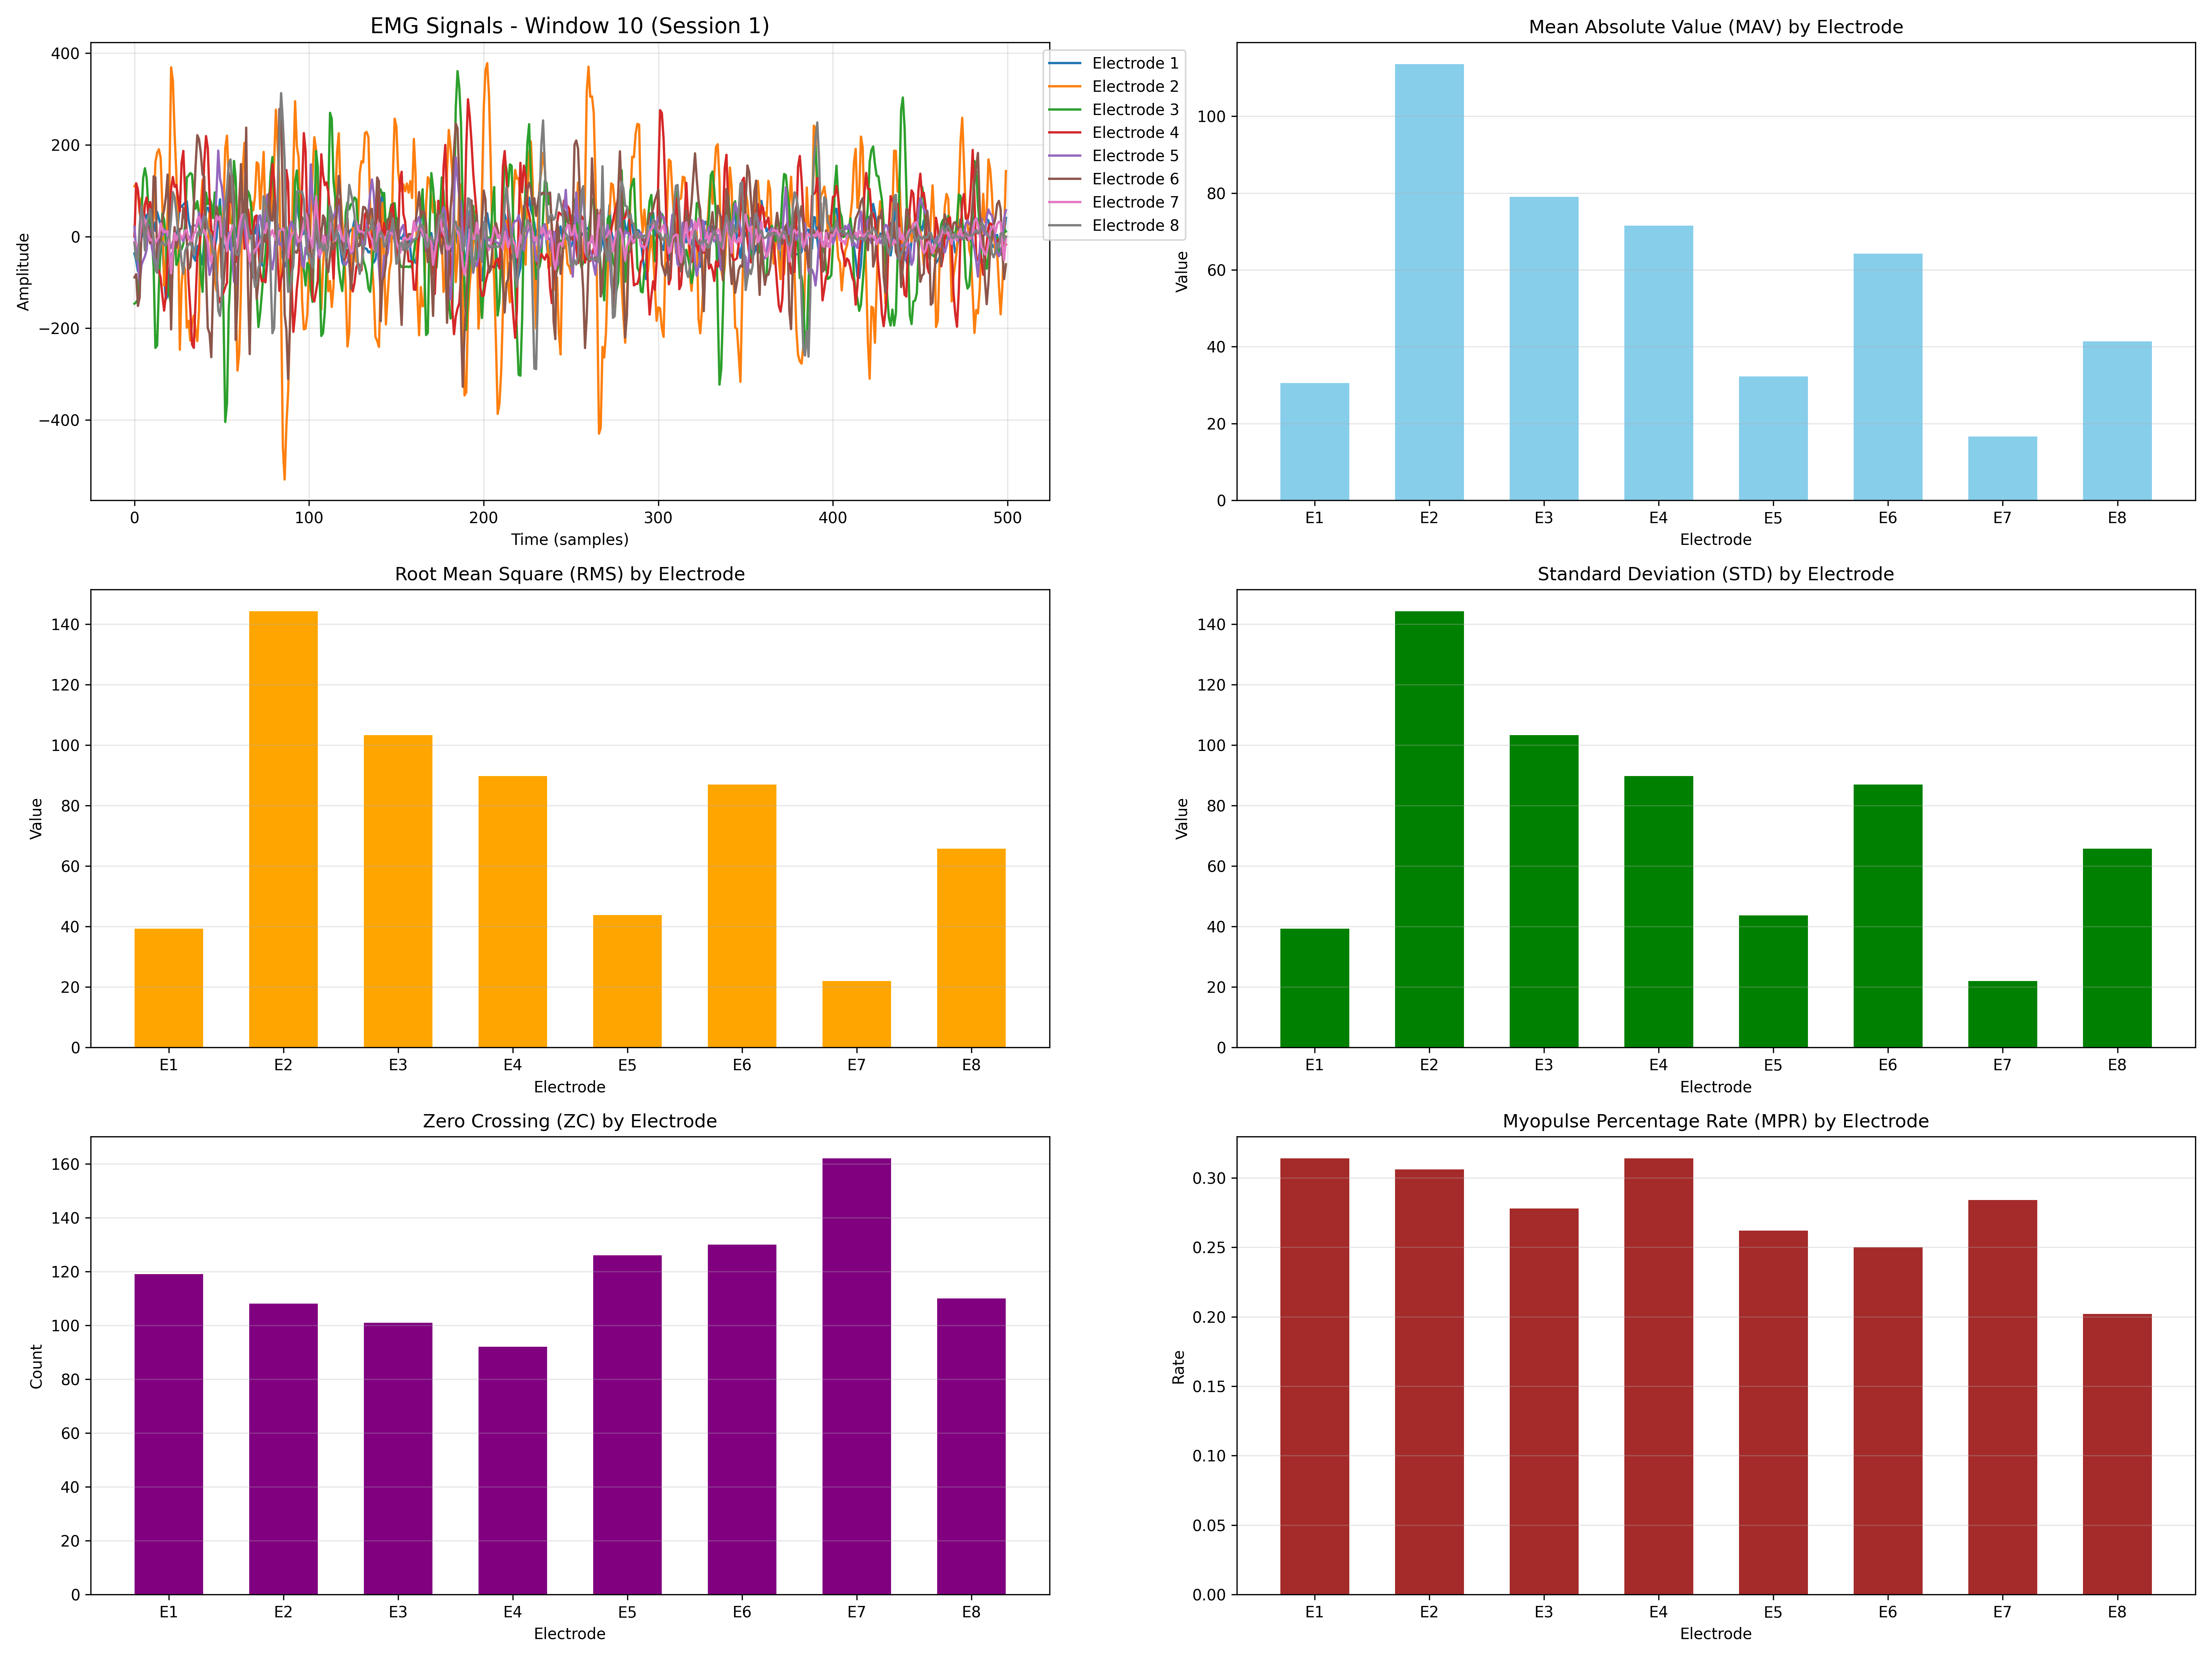 EMG Signals - Window 10 (Session 1)
400
200
0
−200
−400
Amplitude
0 100 200 300 400 500
Time (samples)
Electrode 1
Electrode 2
Electrode 3
Electrode 4
Electrode 5
Electrode 6
Electrode 7
Electrode 8
Mean Absolute Value (MAV) by Electrode
100
80
60
40
20
0
Value
E1 E2 E3 E4 E5 E6 E7 E8
Electrode
Root Mean Square (RMS) by Electrode
140
120
100
80
60
40
20
0
Value
E1 E2 E3 E4 E5 E6 E7 E8
Electrode
Standard Deviation (STD) by Electrode
140
120
100
80
60
40
20
0
Value
E1 E2 E3 E4 E5 E6 E7 E8
Electrode
Zero Crossing (ZC) by Electrode
160
140
120
100
80
60
40
20
0
Count
E1 E2 E3 E4 E5 E6 E7 E8
Electrode
Myopulse Percentage Rate (MPR) by Electrode
0.30
0.25
0.20
0.15
0.10
0.05
0.00
Rate
E1 E2 E3 E4 E5 E6 E7 E8
Electrode